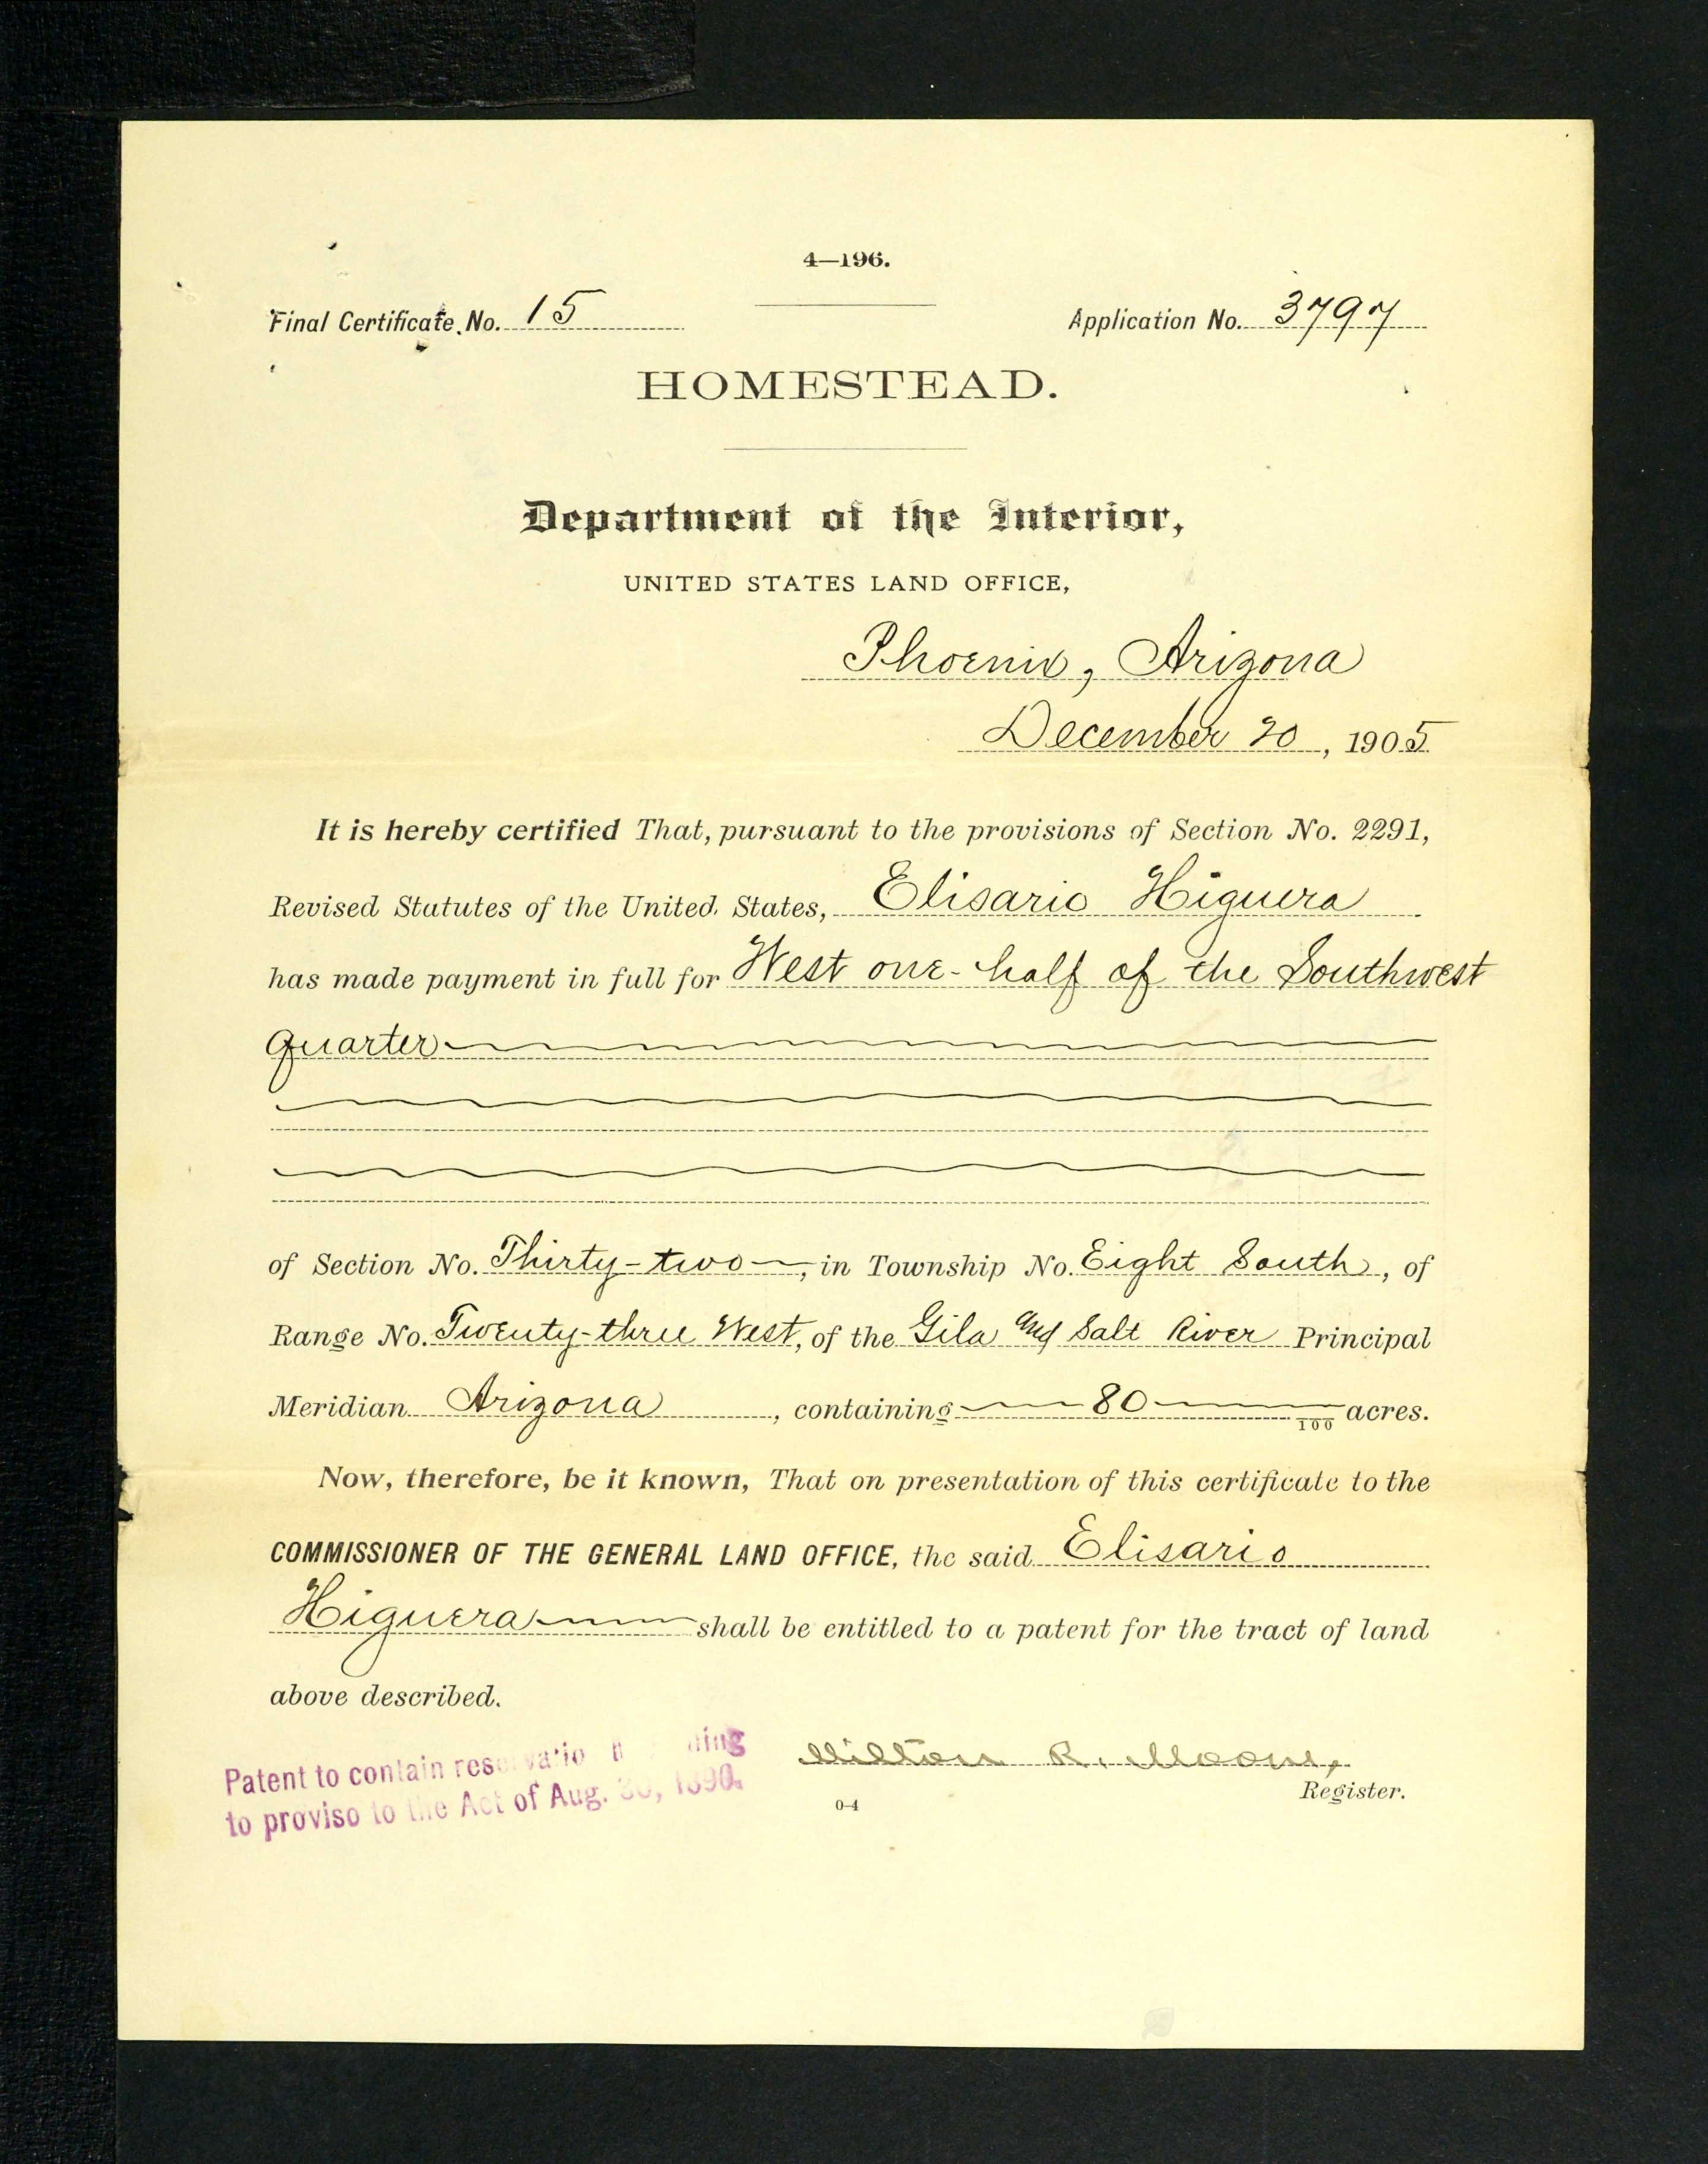 4—196.
Final Certificate No. 15 Application No. 3797
HOMESTEAD.
Department of the Interior,
UNITED STATES LAND OFFICE,
Phoenix, Arizona
December 20, 1905
It is hereby certified That, pursuant to the provisions of Section No. 2291,
Revised Statutes of the United States, Elisario Higuera
has made payment in full for West one-half of the Southwest
quarter
of Section No. Thirty-two, in Township No. Eight South, of
Range No. Twenty-three West, of the Gila and Salt River Principal
Meridian Arizona, containing 80 100 acres.
Now, therefore, be it known, That on presentation of this certificate to the
COMMISSIONER OF THE GENERAL LAND OFFICE, the said Elisario
Higuera shall be entitled to a patent for the tract of land
above described.
Patent to contain reservatio
to proviso to the Act of Aug. 30, 1890.
Milton R. Moore,
Register.
0-4